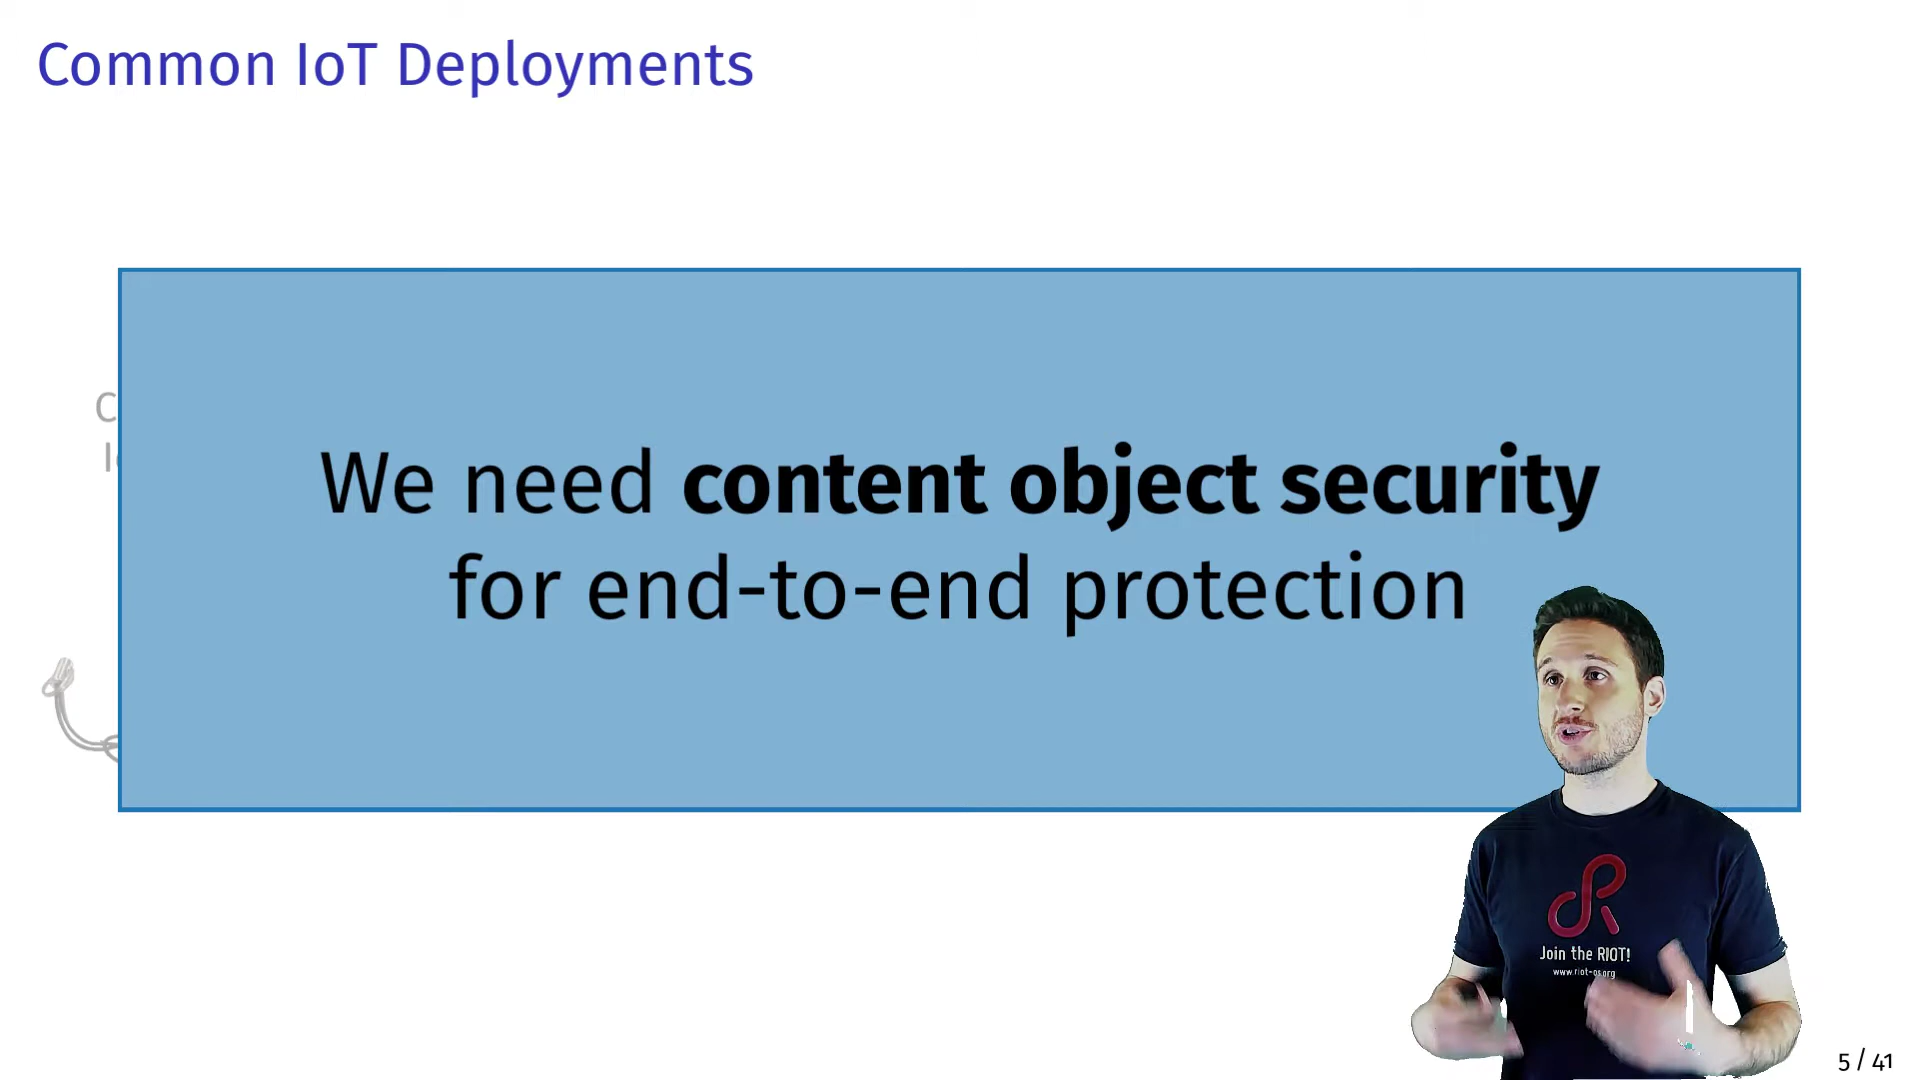 Common IoT Deployments
We need content object security
for end-to-end protection
Join the RIOT!
www.riot-os.org
5 / 41